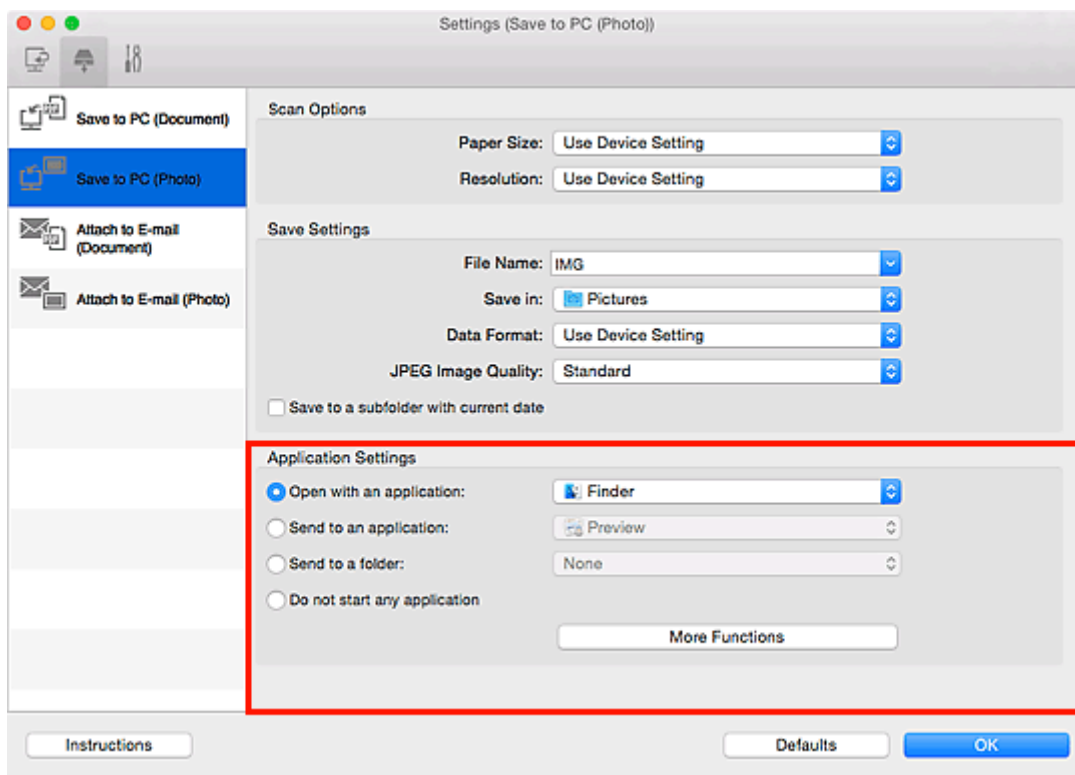 Settings (Save to PC (Photo))
Save to PC (Document)
Save to PC (Photo)
Attach to E-mail
(Document)
Attach to E-mail (Photo)
Scan Options
Paper Size: Use Device Setting
Resolution: Use Device Setting
Save Settings
File Name: IMG
Save in: Pictures
Data Format: Use Device Setting
JPEG Image Quality: Standard
Save to a subfolder with current date
Application Settings
Open with an application: Finder
Send to an application: Preview
Send to a folder: None
Do not start any application
More Functions
Instructions Defaults OK